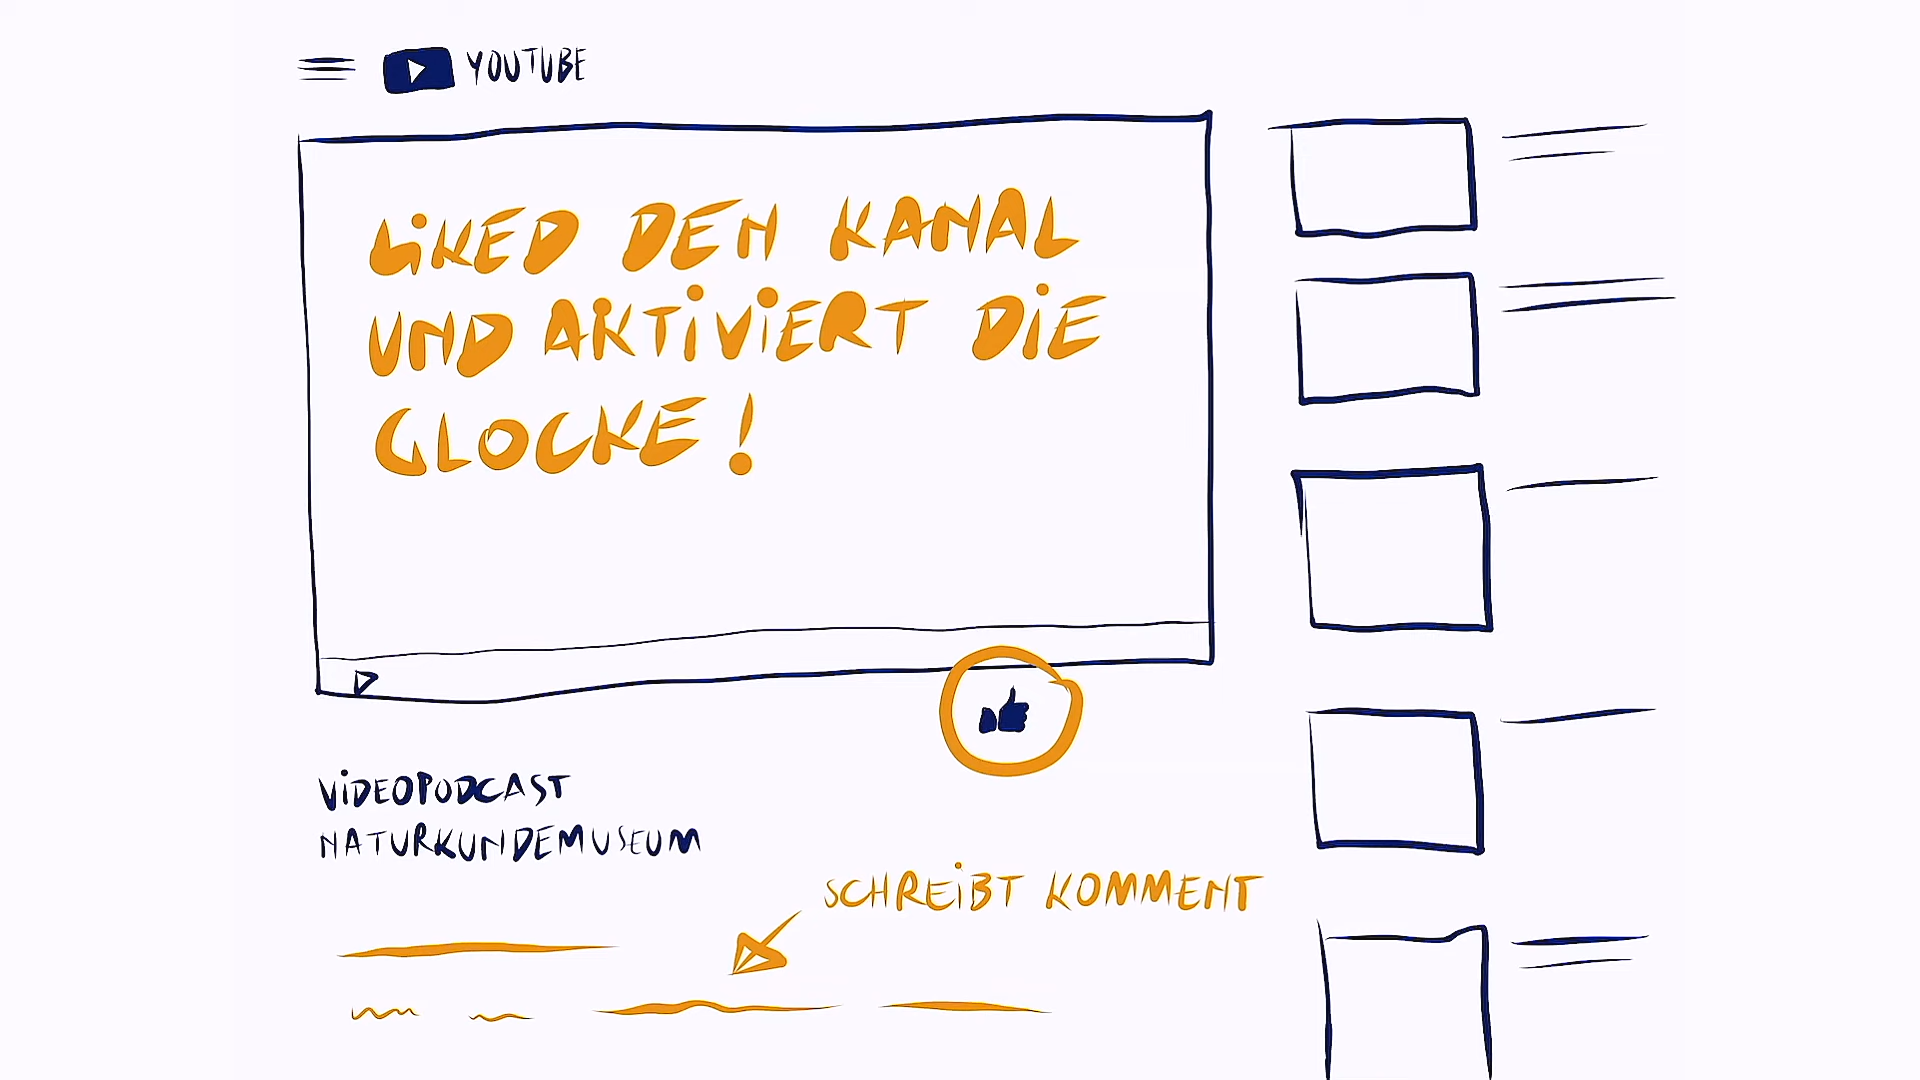 YOUTUBE
LiKED DEN KANAL
UND AKTiViERT DiE
GLOCKE!
ViDEOPODCAST
NATURKUNDEMUSEUM
SCHREiBT KOMMENT